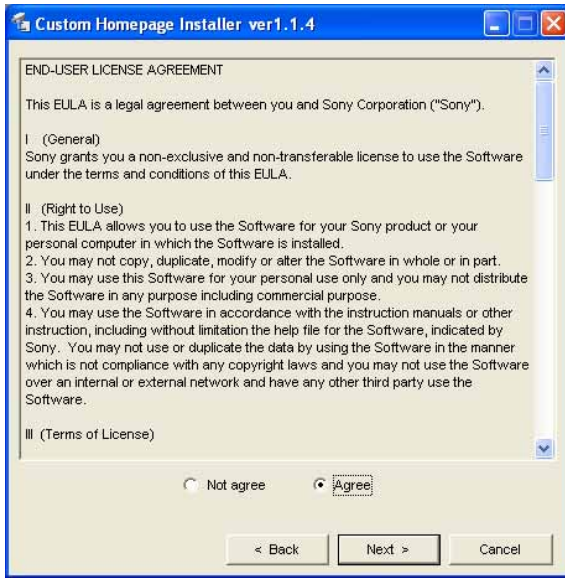 Custom Homepage Installer ver1.1.4
END-USER LICENSE AGREEMENT
This EULA is a legal agreement between you and Sony Corporation ("Sony").
I (General)
Sony grants you a non-exclusive and non-transferable license to use the Software
under the terms and conditions of this EULA.
II (Right to Use)
1. This EULA allows you to use the Software for your Sony product or your
personal computer in which the Software is installed.
2. You may not copy, duplicate, modify or alter the Software in whole or in part.
3. You may use this Software for your personal use only and you may not distribute
the Software in any purpose including commercial purpose.
4. You may use the Software in accordance with the instruction manuals or other
instruction, including without limitation the help file for the Software, indicated by
Sony. You may not use or duplicate the data by using the Software in the manner
which is not compliance with any copyright laws and you may not use the Software
over an internal or external network and have any other third party use the
Software.
III (Terms of License)
Not agree Agree
< Back Next > Cancel